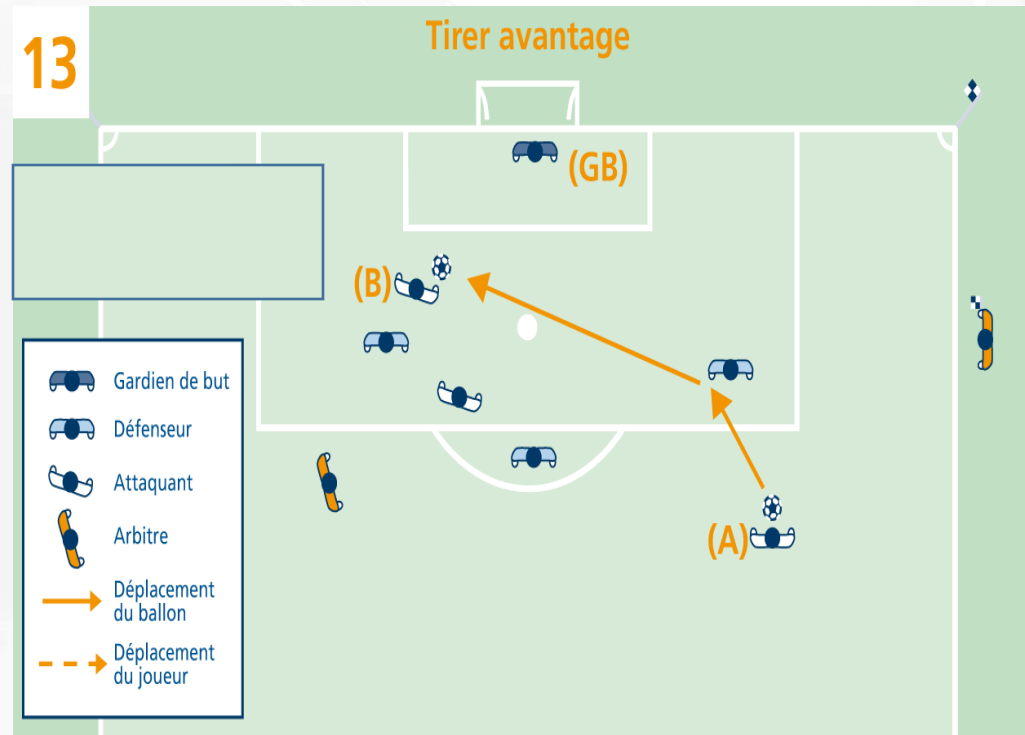 13
Tirer avantage
(GB)
(B)
(A)
Gardien de but
Défenseur
Attaquant
Arbitre
Déplacement
du ballon
Déplacement
du joueur